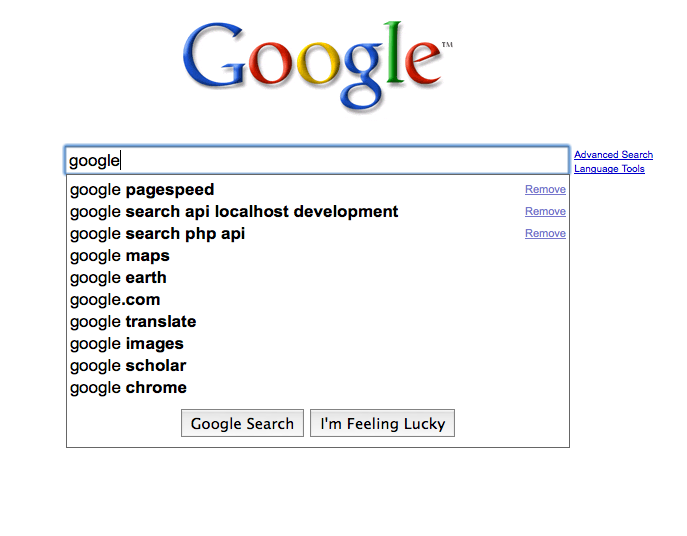 Google™
google
Advanced Search
Language Tools
google pagespeed Remove
google search api localhost development Remove
google search php api Remove
google maps
google earth
google.com
google translate
google images
google scholar
google chrome
Google Search I'm Feeling Lucky